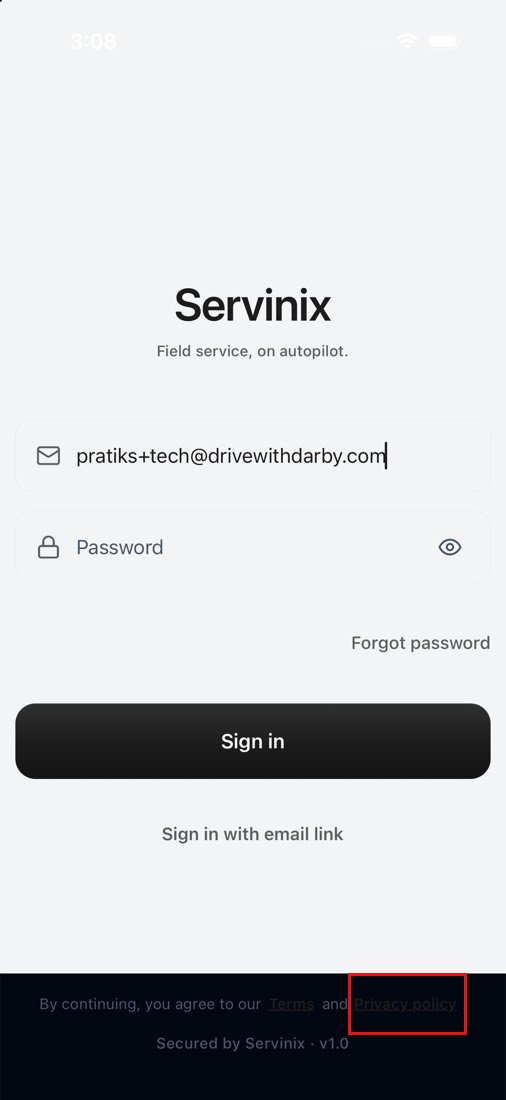 3:08
Servinix
Field service, on autopilot.
pratiks+tech@drivewithdarby.com
Password
Forgot password
Sign in
Sign in with email link
By continuing, you agree to our Terms and Privacy policy.
Secured by Servinix · v1.0